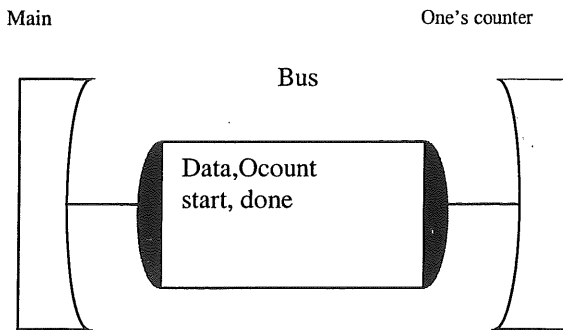 Main
One's counter
Bus
Data,Ocount
start, done